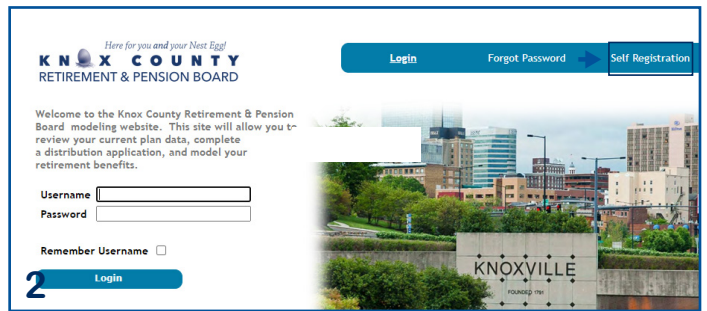 Here for you and your Nest Egg!
KNOX COUNTY
RETIREMENT & PENSION BOARD
Login Forgot Password Self Registration
Welcome to the Knox County Retirement & Pension
Board modeling website. This site will allow you to
review your current plan data, complete
a distribution application, and model your
retirement benefits.
Username
Password
Remember Username
2 Login
KNOXVILLE
FOUNDED 1791
Hilton